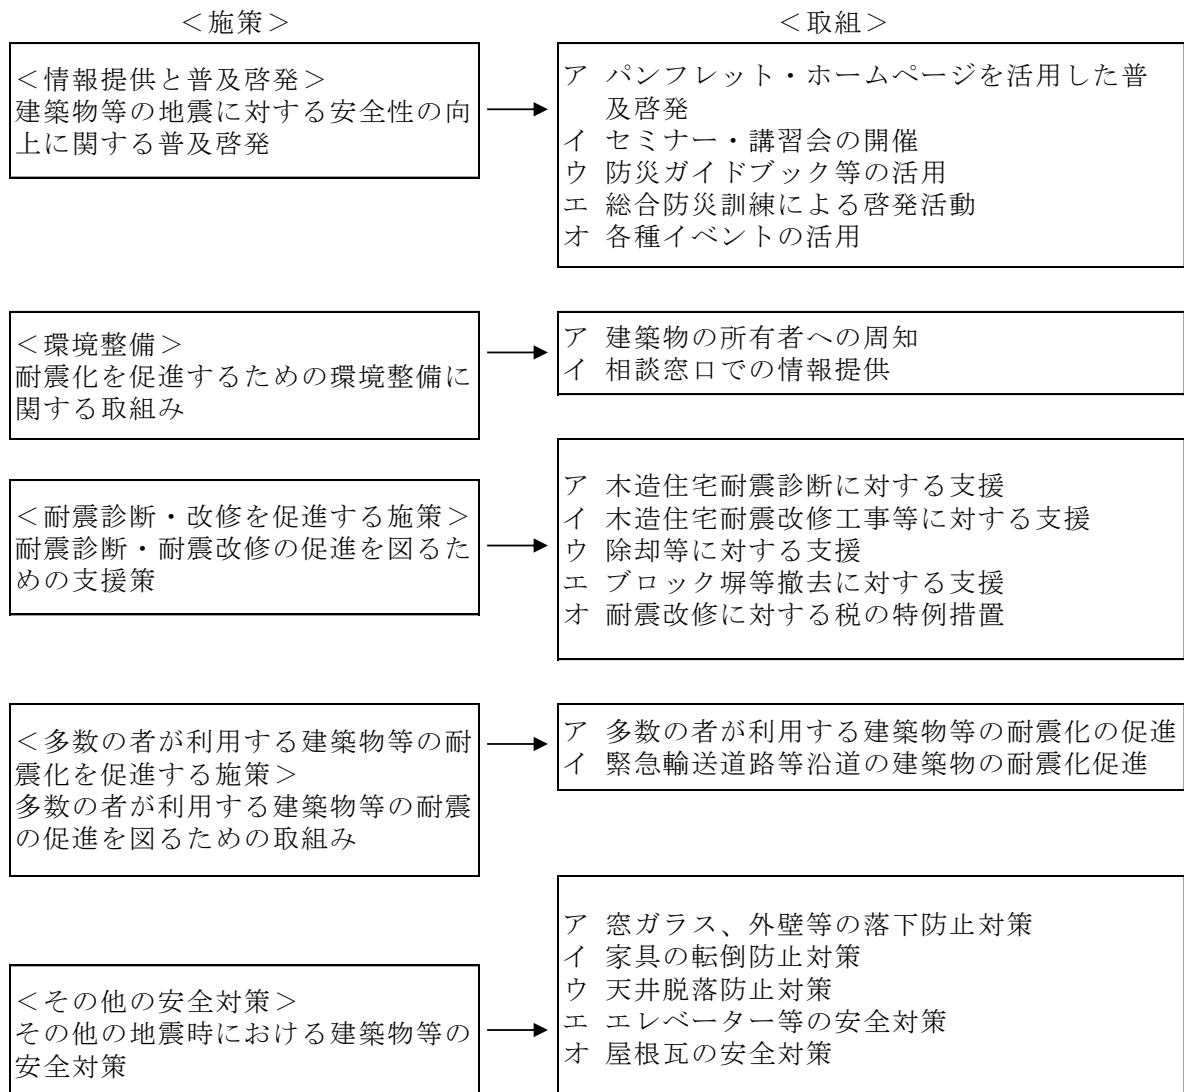 ＜施策＞
＜取組＞
＜情報提供と普及啓発＞
建築物等の地震に対する安全性の向
上に関する普及啓発
ア パンフレット・ホームページを活用した普
及啓発
イ セミナー・講習会の開催
ウ 防災ガイドブック等の活用
エ 総合防災訓練による啓発活動
オ 各種イベントの活用
＜環境整備＞
耐震化を促進するための環境整備に
関する取組み
ア 建築物の所有者への周知
イ 相談窓口での情報提供
＜耐震診断・改修を促進する施策＞
耐震診断・耐震改修の促進を図るた
めの支援策
ア 木造住宅耐震診断に対する支援
イ 木造住宅耐震改修工事等に対する支援
ウ 除却等に対する支援
エ ブロック塀等撤去に対する支援
オ 耐震改修に対する税の特例措置
＜多数の者が利用する建築物等の耐
震化を促進する施策＞
多数の者が利用する建築物等の耐震
の促進を図るための取組み
ア 多数の者が利用する建築物等の耐震化の促進
イ 緊急輸送道路等沿道の建築物の耐震化促進
＜その他の安全対策＞
その他の地震時における建築物等の
安全対策
ア 窓ガラス、外壁等の落下防止対策
イ 家具の転倒防止対策
ウ 天井脱落防止対策
エ エレベーター等の安全対策
オ 屋根瓦の安全対策